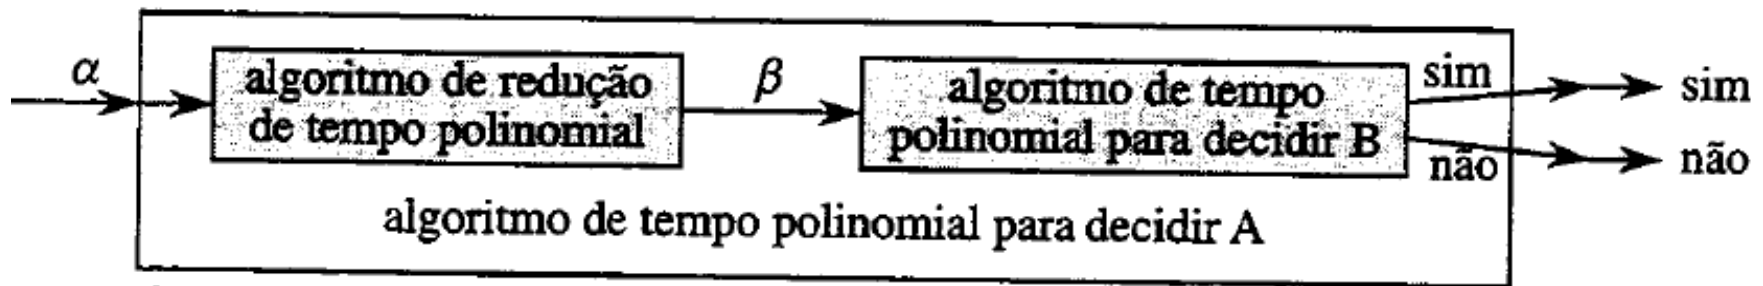 α
algoritmo de redução
de tempo polinomial
β
algoritmo de tempo
polinomial para decidir B
sim
não
sim
não
algoritmo de tempo polinomial para decidir A